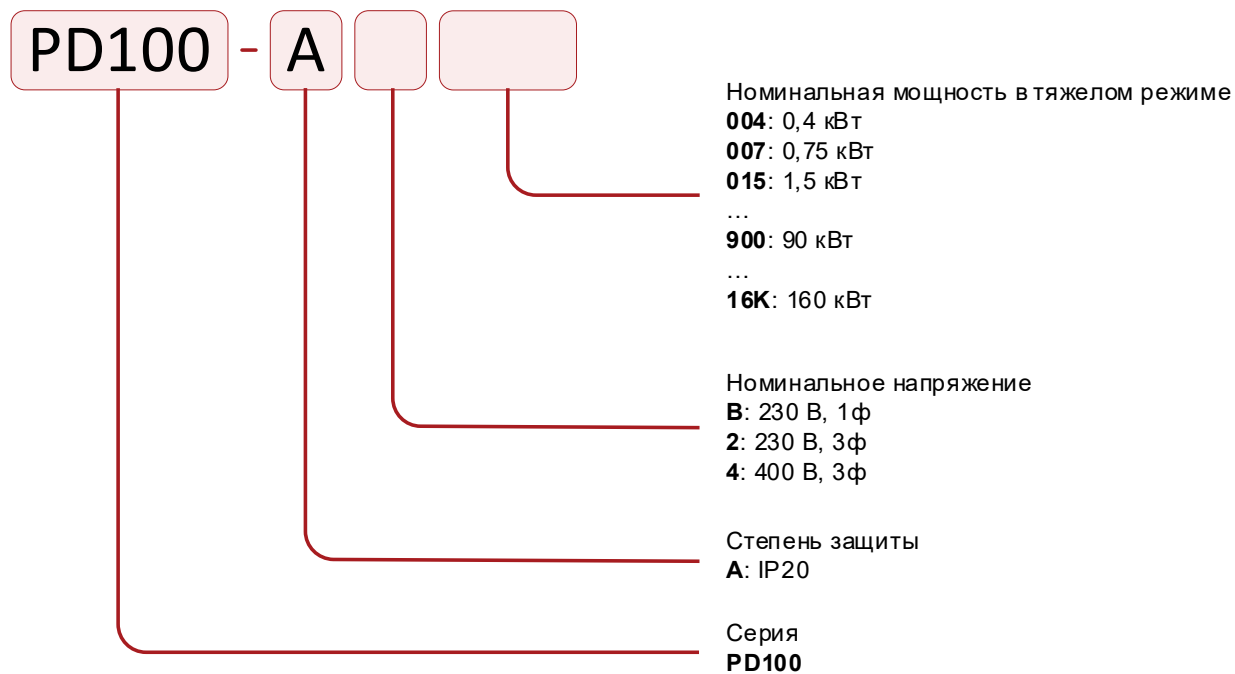 PD100 - A
Номинальная мощность в тяжелом режиме
004: 0,4 кВт
007: 0,75 кВт
015: 1,5 кВт
...
900: 90 кВт
...
16K: 160 кВт
Номинальное напряжение
B: 230 В, 1ф
2: 230 В, 3ф
4: 400 В, 3ф
Степень защиты
A: IP20
Серия
PD100